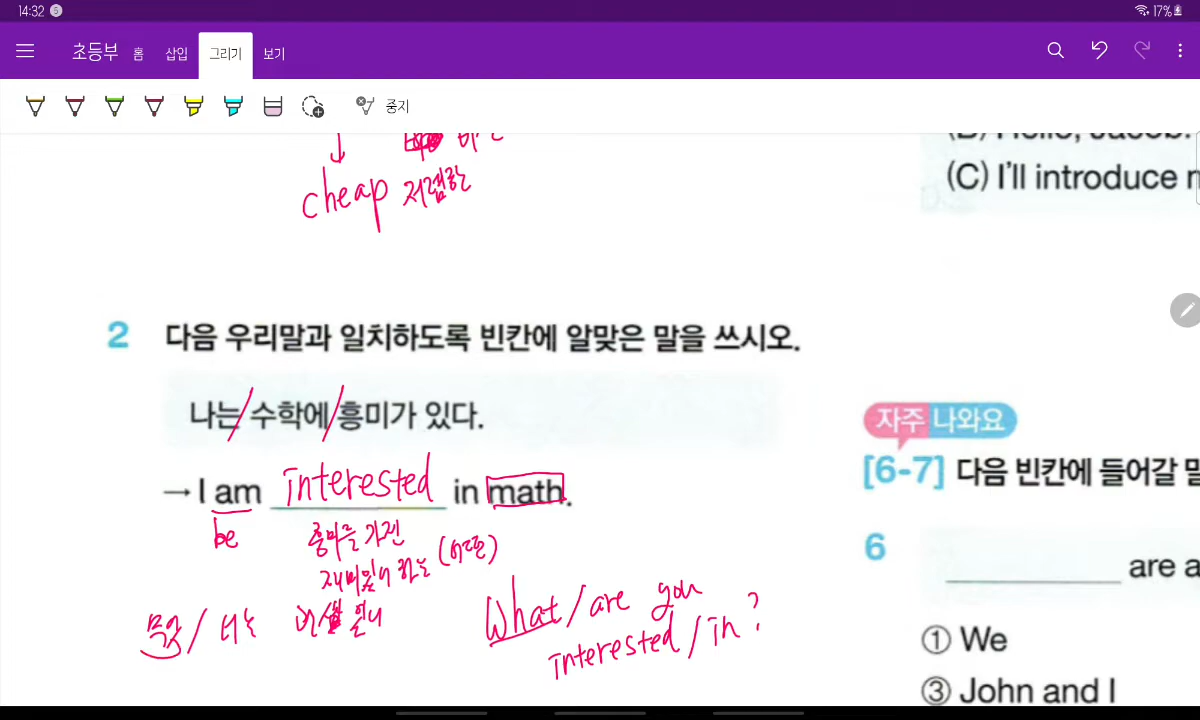 14:32 17%
초등부 홈 삽입 그리기 보기
중지
cheap 저렴한
(C) I'll introduce
2 다음 우리말과 일치하도록 빈칸에 알맞은 말을 쓰시오.
나는/수학에/흥미가 있다.
→ I am interested in math.
be
흥미를 가진
재미있어 하는 (어떤)
무엇/ 너는
What/are you
interested/in?
자주 나와요
[6-7] 다음 빈칸에 들어갈
6 are a
① We
③ John and I